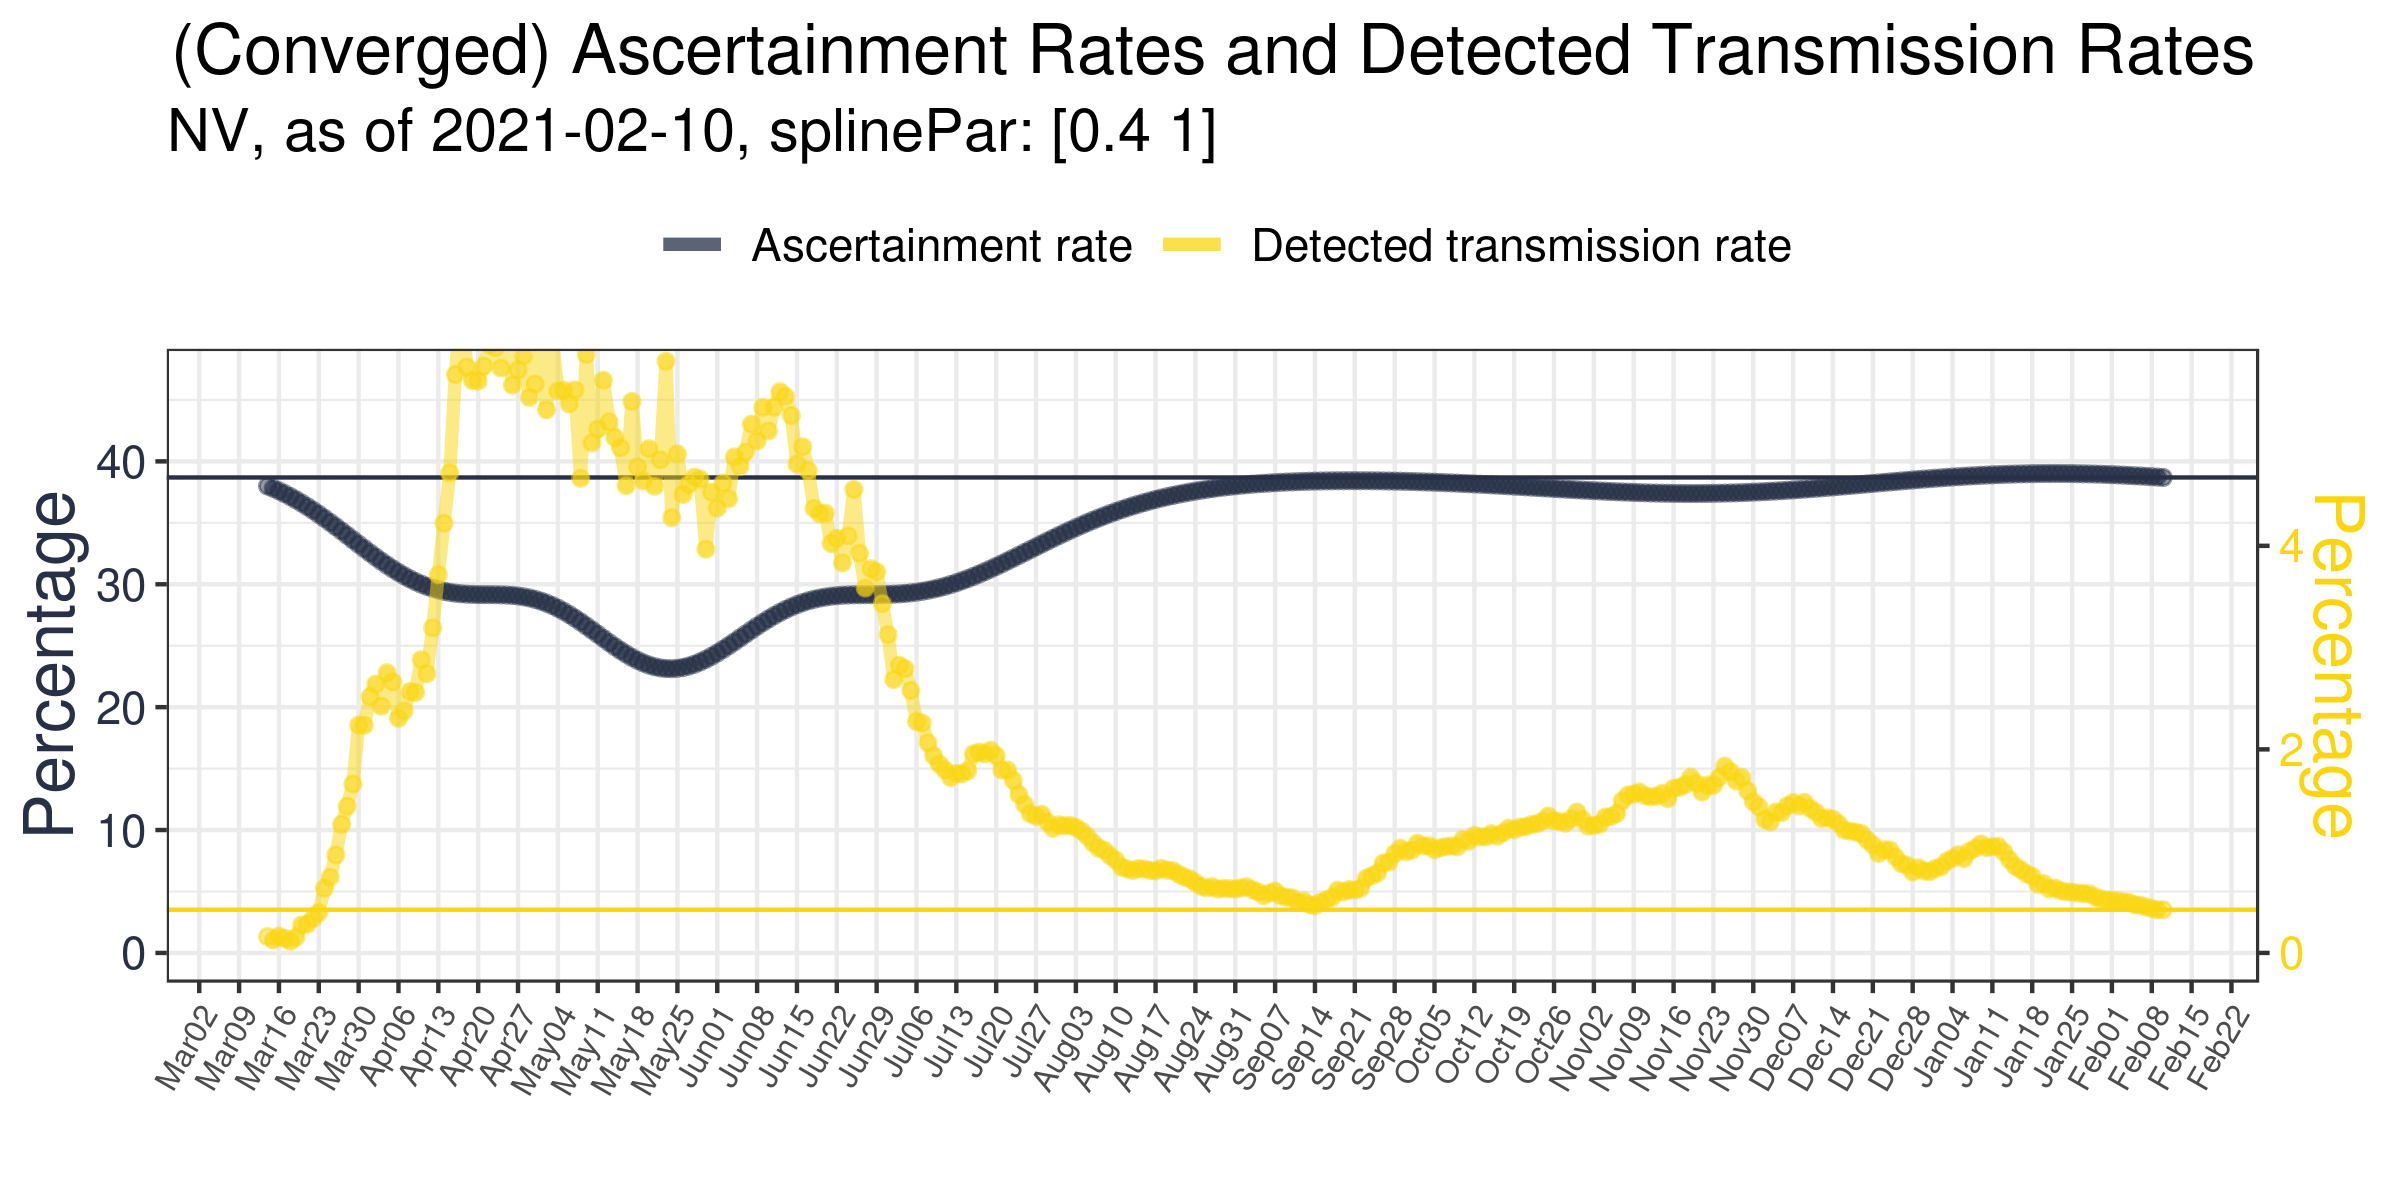 (Converged) Ascertainment Rates and Detected Transmission Rates
NV, as of 2021-02-10, splinePar: [0.4 1]
Ascertainment rate
Detected transmission rate
Percentage
40
30
20
10
0
4
2
0
Percentage
Mar02
Mar09
Mar16
Mar23
Mar30
Apr06
Apr13
Apr20
Apr27
May04
May11
May18
May25
Jun01
Jun08
Jun15
Jun22
Jun29
Jul06
Jul13
Jul20
Jul27
Aug03
Aug10
Aug17
Aug24
Aug31
Sep07
Sep14
Sep21
Sep28
Oct05
Oct12
Oct19
Oct26
Nov02
Nov09
Nov16
Nov23
Nov30
Dec07
Dec14
Dec21
Dec28
Jan04
Jan11
Jan18
Jan25
Feb01
Feb08
Feb15
Feb22